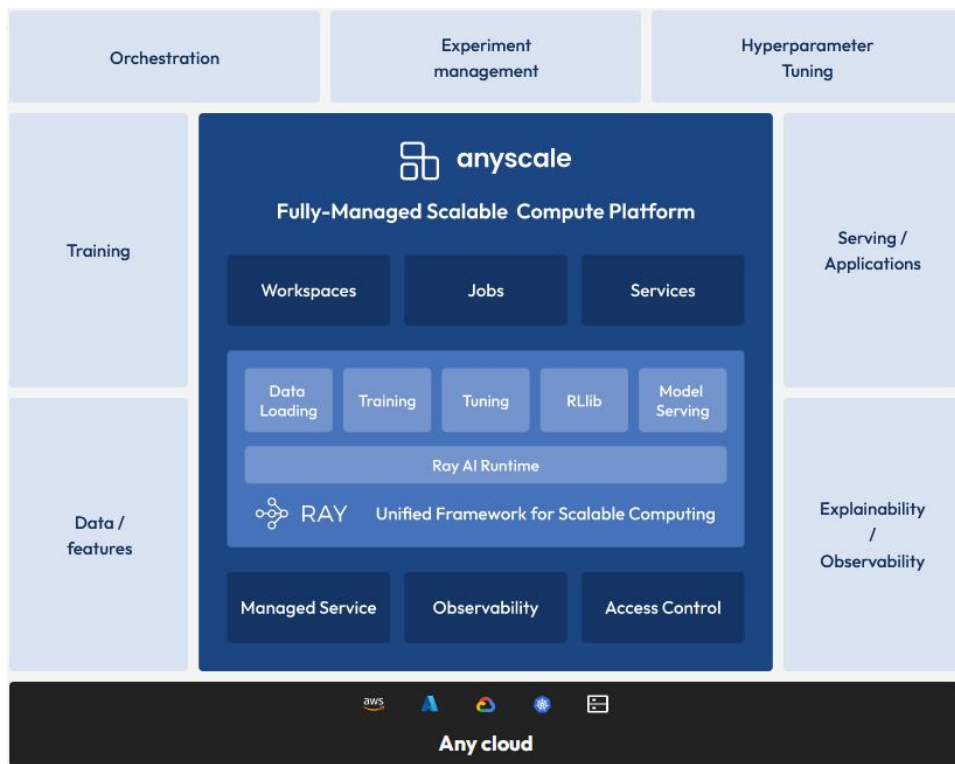 Orchestration
Experiment
management
Hyperparameter
Tuning
Training
anyscale
Fully-Managed Scalable Compute Platform
Workspaces
Jobs
Services
Data
Loading
Training
Tuning
RLlib
Model
Serving
Ray AI Runtime
RAY
Unified Framework for Scalable Computing
Managed Service
Observability
Access Control
Serving /
Applications
Data /
features
Explainability
/
Observability
aws
Any cloud